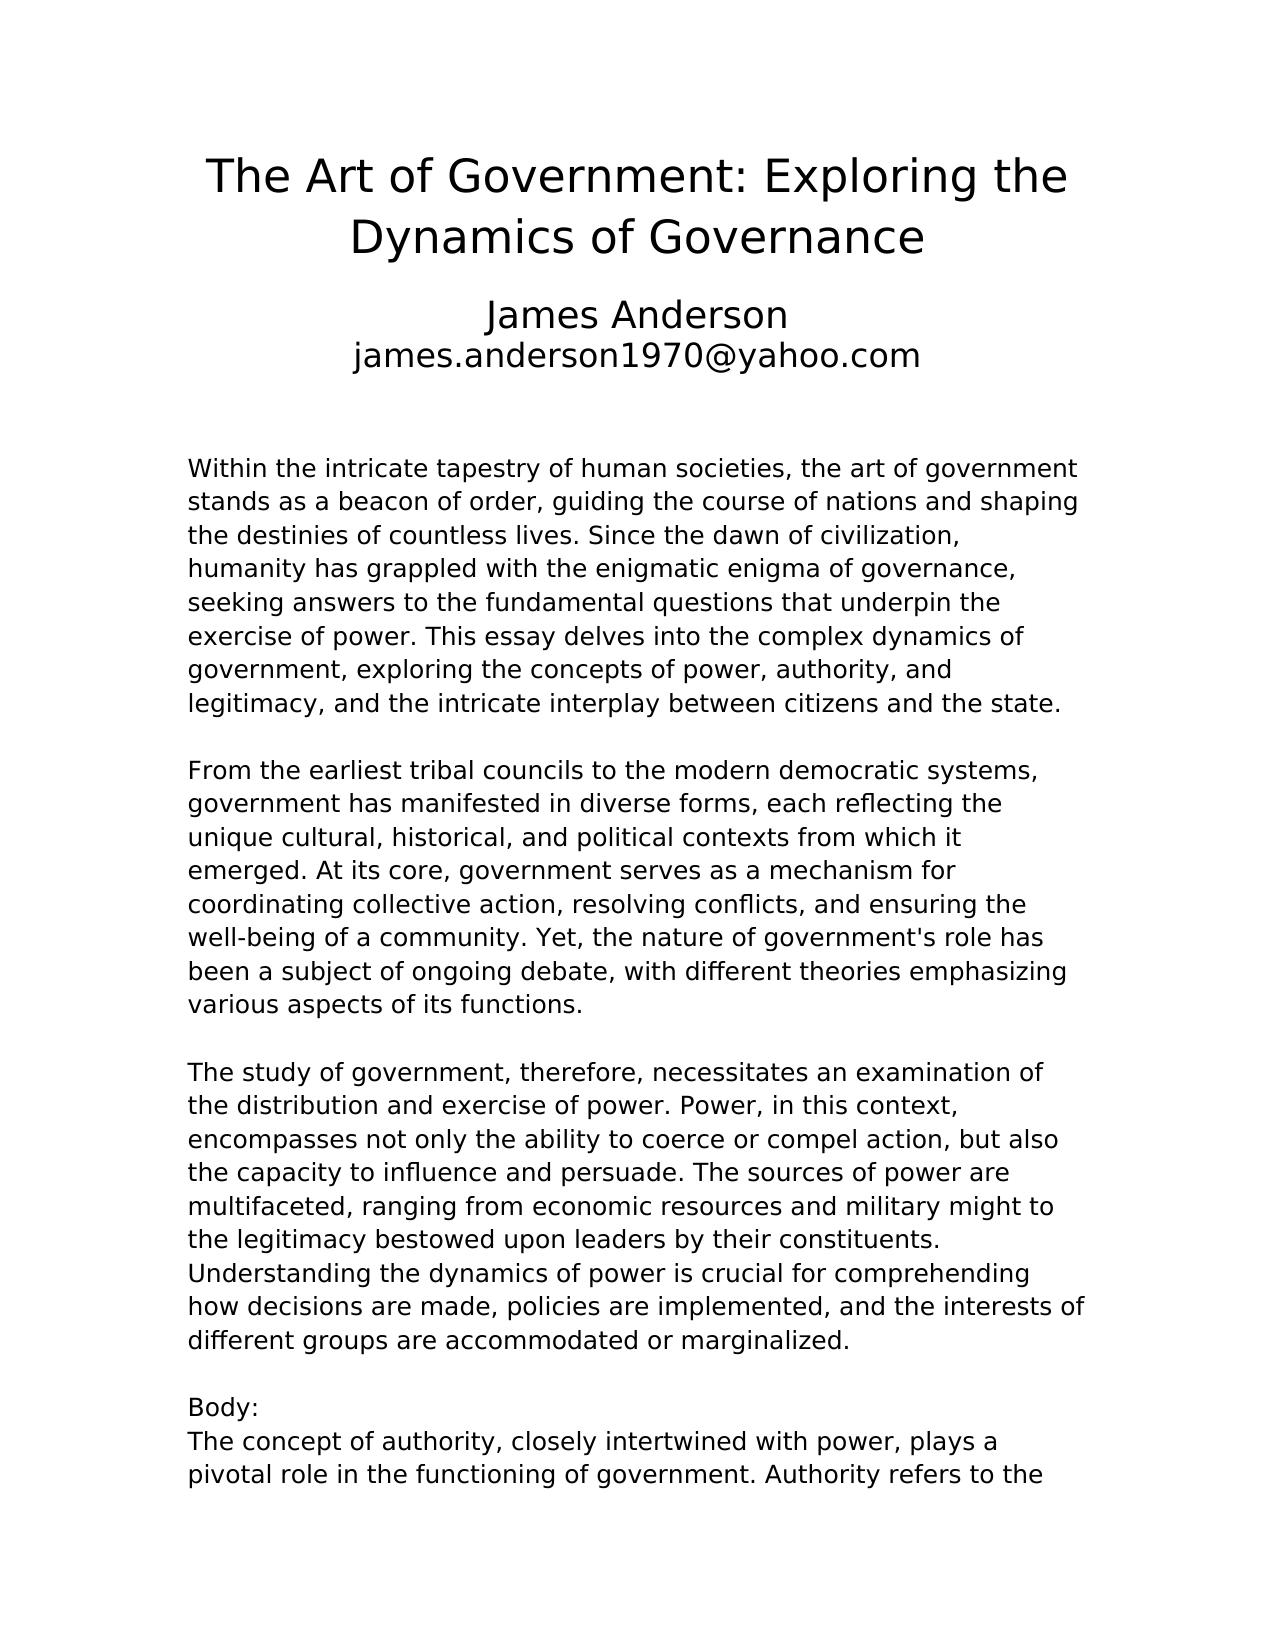 The Art of Government: Exploring the
Dynamics of Governance
James Anderson
james.anderson1970@yahoo.com
Within the intricate tapestry of human societies, the art of government
stands as a beacon of order, guiding the course of nations and shaping
the destinies of countless lives. Since the dawn of civilization,
humanity has grappled with the enigmatic enigma of governance,
seeking answers to the fundamental questions that underpin the
exercise of power. This essay delves into the complex dynamics of
government, exploring the concepts of power, authority, and
legitimacy, and the intricate interplay between citizens and the state.
From the earliest tribal councils to the modern democratic systems,
government has manifested in diverse forms, each reflecting the
unique cultural, historical, and political contexts from which it
emerged. At its core, government serves as a mechanism for
coordinating collective action, resolving conflicts, and ensuring the
well-being of a community. Yet, the nature of government's role has
been a subject of ongoing debate, with different theories emphasizing
various aspects of its functions.
The study of government, therefore, necessitates an examination of
the distribution and exercise of power. Power, in this context,
encompasses not only the ability to coerce or compel action, but also
the capacity to influence and persuade. The sources of power are
multifaceted, ranging from economic resources and military might to
the legitimacy bestowed upon leaders by their constituents.
Understanding the dynamics of power is crucial for comprehending
how decisions are made, policies are implemented, and the interests of
different groups are accommodated or marginalized.
Body:
The concept of authority, closely intertwined with power, plays a
pivotal role in the functioning of government. Authority refers to the